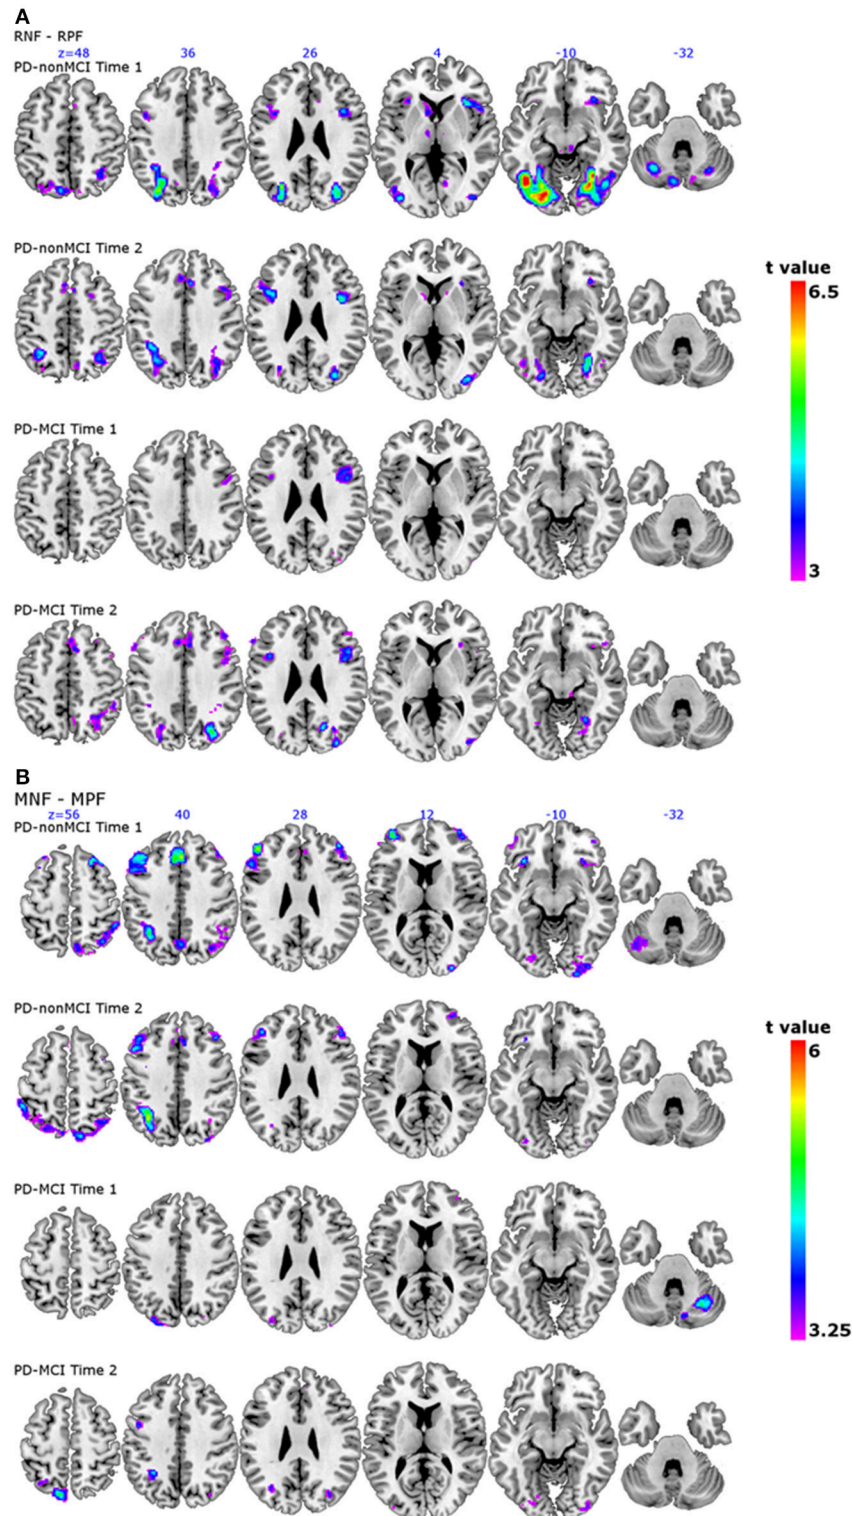 A
RNF - RPF
z=48 36 26 4 -10 -32
PD-nonMCI Time 1
PD-nonMCI Time 2
t value
6.5
PD-MCI Time 1
3
PD-MCI Time 2
B
MNF - MPF
z=56 40 28 12 -10 -32
PD-nonMCI Time 1
PD-nonMCI Time 2
t value
6
PD-MCI Time 1
3.25
PD-MCI Time 2